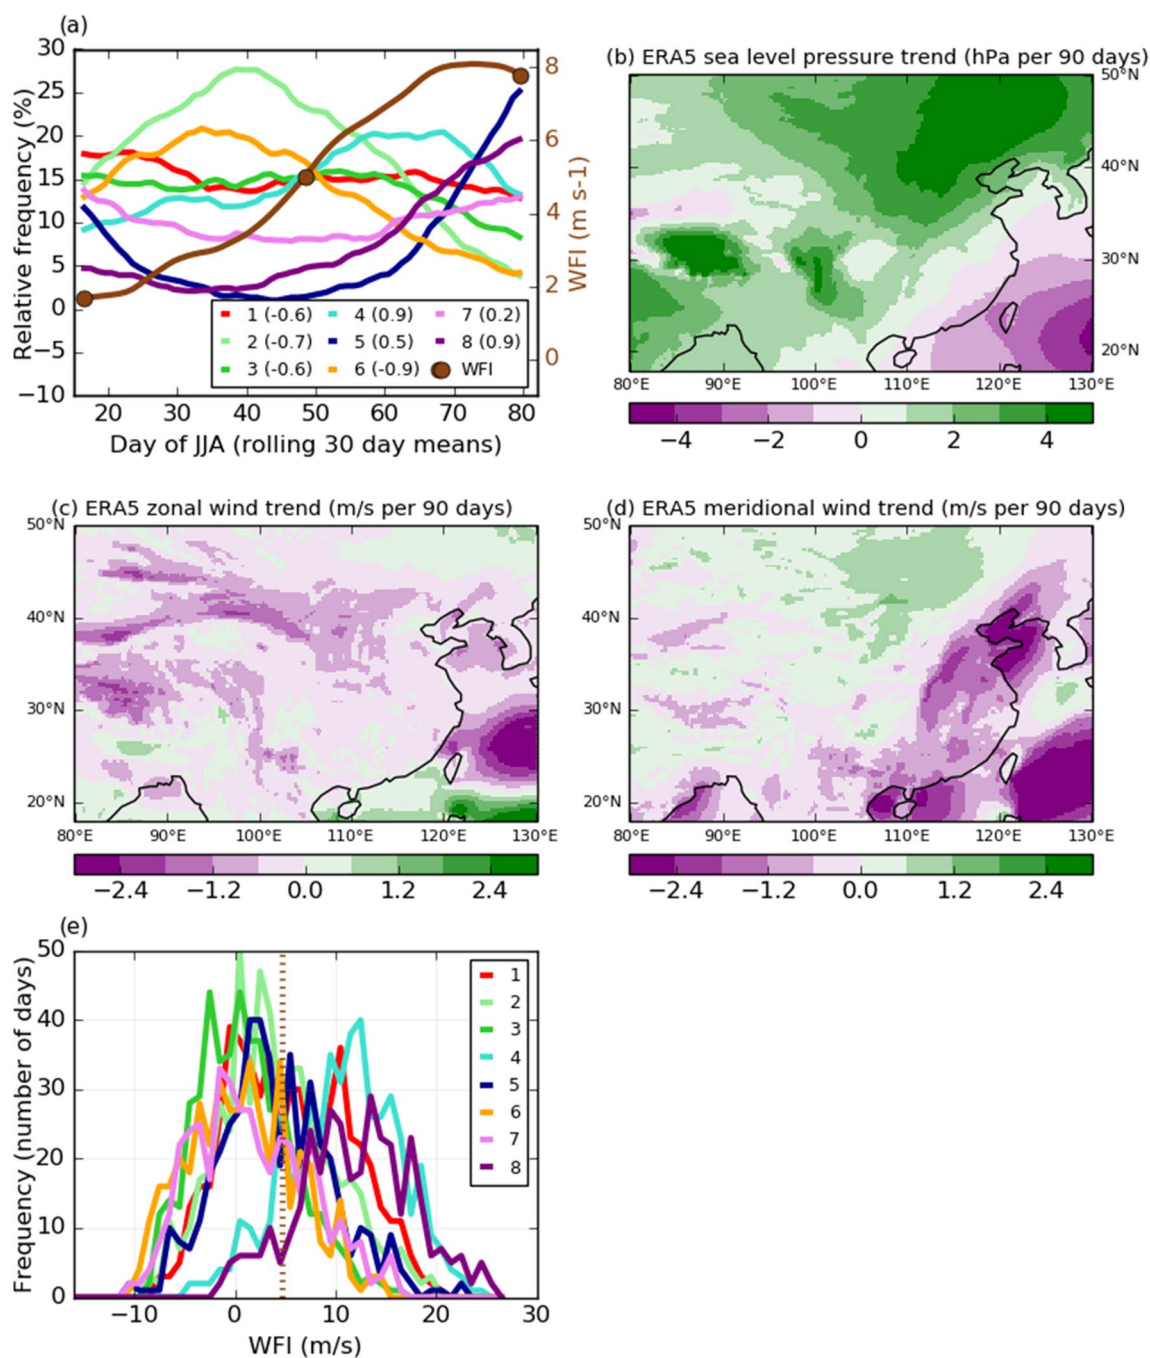 (a)
30
25
20
15
10
5
0
−5
−10
Relative frequency (%)
8
6
4
2
0
WFI (m s-1)
1 (-0.6)
2 (-0.7)
3 (-0.6)
4 (0.9)
5 (0.5)
6 (-0.9)
7 (0.2)
8 (0.9)
WFI
20 30 40 50 60 70 80
Day of JJA (rolling 30 day means)
(b) ERA5 sea level pressure trend (hPa per 90 days)
50°N
40°N
30°N
20°N
80°E 90°E 100°E 110°E 120°E 130°E
−4 −2 0 2 4
(c) ERA5 zonal wind trend (m/s per 90 days)
50°N
40°N
30°N
20°N
80°E 90°E 100°E 110°E 120°E 130°E
−2.4 −1.2 0.0 1.2 2.4
(d) ERA5 meridional wind trend (m/s per 90 days)
50°N
40°N
30°N
20°N
80°E 90°E 100°E 110°E 120°E 130°E
−2.4 −1.2 0.0 1.2 2.4
(e)
50
40
30
20
10
0
Frequency (number of days)
1
2
3
4
5
6
7
8
−10 0 10 20 30
WFI (m/s)